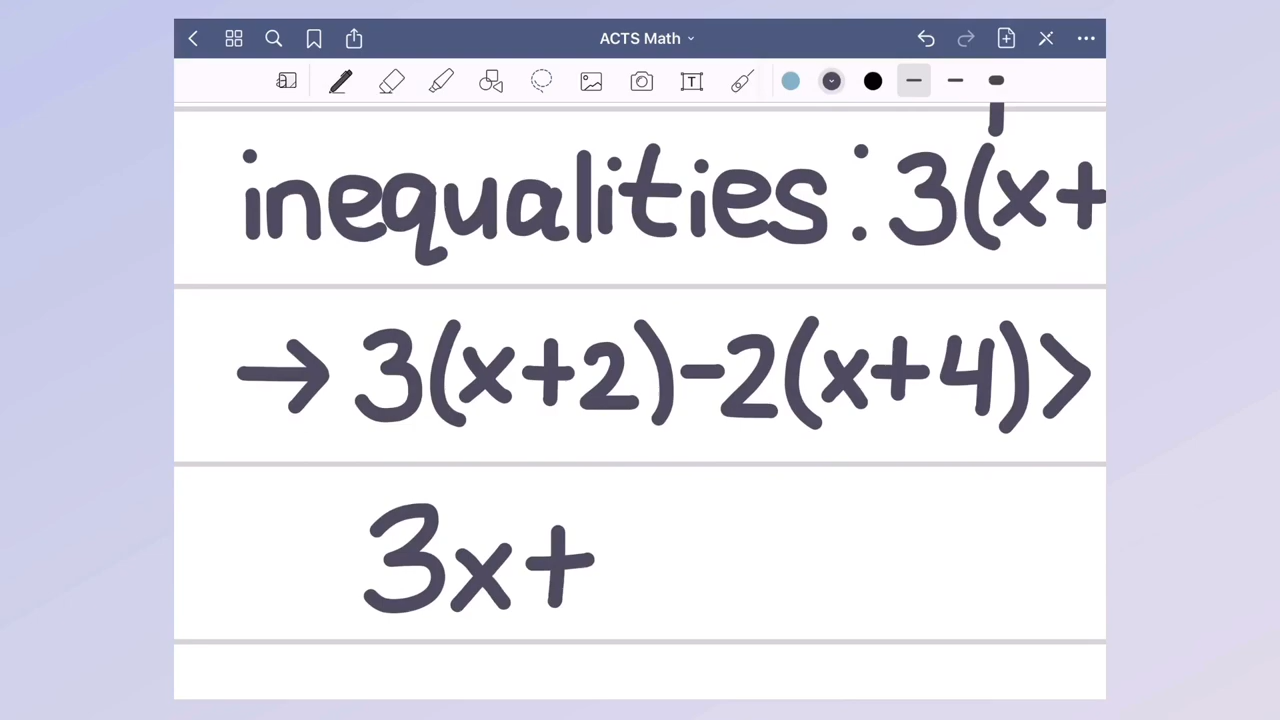 ACTS Math
inequalities: 3(x+
→ 3(x+2)-2(x+4)>
3x+